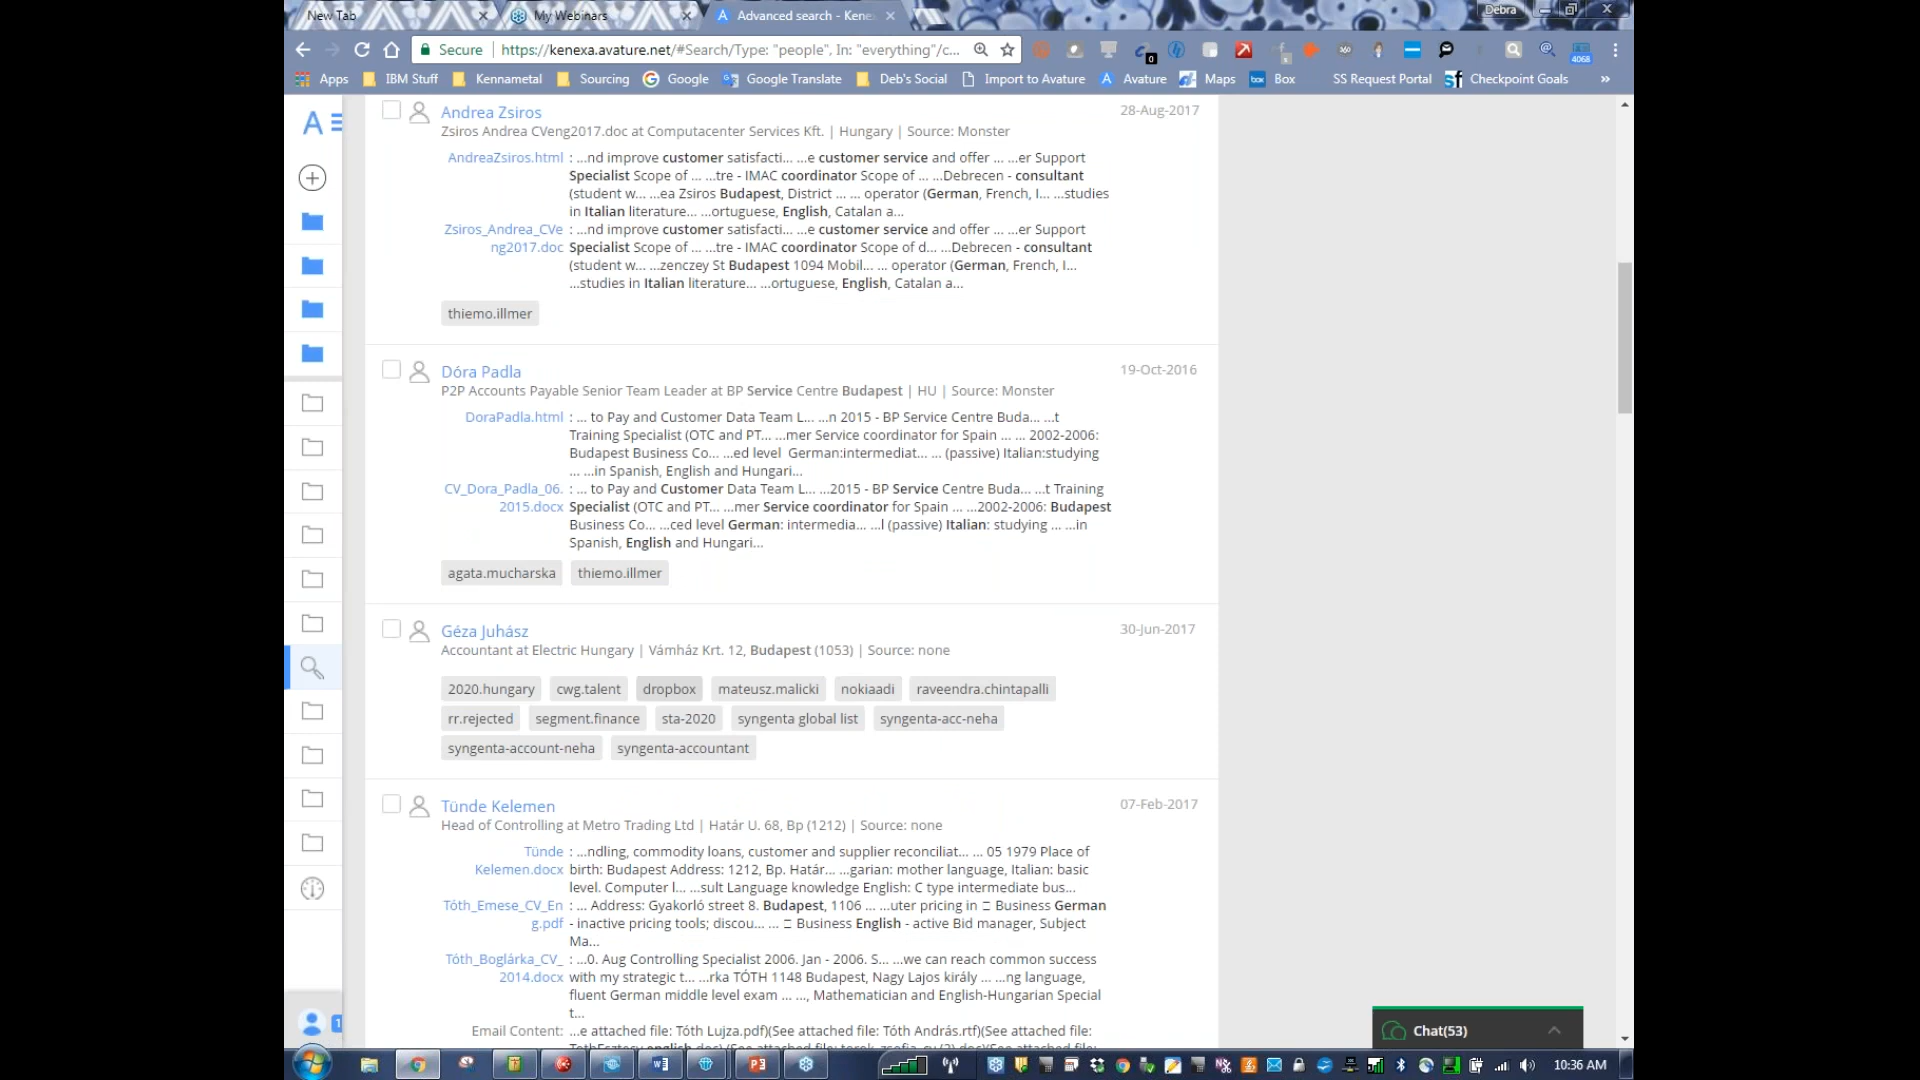 New Tab
My Webinars
Advanced search - Kenex
Debra
Secure | https://kenexa.avature.net/#Search/Type: "people", In: "everything"/c...
0
4068
Apps
IBM Stuff
Kennametal
Sourcing
Google
Google Translate
Deb's Social
Import to Avature
Avature
Maps
Box
SS Request Portal
Checkpoint Goals
»
Andrea Zsiros
28-Aug-2017
Zsiros Andrea CVeng2017.doc at Computacenter Services Kft. | Hungary | Source: Monster
AndreaZsiros.html : ...nd improve customer satisfacti... ...e customer service and offer ... ...er Support
Specialist Scope of ... ...tre - IMAC coordinator Scope of ... ...Debrecen - consultant
(student w... ...ea Zsiros Budapest, District ... ... operator (German, French, I... ...studies
in Italian literature... ...ortuguese, English, Catalan a...
Zsiros_Andrea_CVe : ...nd improve customer satisfacti... ...e customer service and offer ... ...er Support
ng2017.doc Specialist Scope of ... ...tre - IMAC coordinator Scope of d... ...Debrecen - consultant
(student w... ...zenczey St Budapest 1094 Mobil... ... operator (German, French, I...
...studies in Italian literature... ...ortuguese, English, Catalan a...
thiemo.illmer
Dóra Padla
19-Oct-2016
P2P Accounts Payable Senior Team Leader at BP Service Centre Budapest | HU | Source: Monster
DoraPadla.html : ... to Pay and Customer Data Team L... ...n 2015 - BP Service Centre Buda... ...t
Training Specialist (OTC and PT... ...mer Service coordinator for Spain ... ... 2002-2006:
Budapest Business Co... ...ed level German:intermediat... ... (passive) Italian:studying
... ...in Spanish, English and Hungari...
CV_Dora_Padla_06. : ... to Pay and Customer Data Team L... ...2015 - BP Service Centre Buda... ...t Training
2015.docx Specialist (OTC and PT... ...mer Service coordinator for Spain ... ...2002-2006: Budapest
Business Co... ...ced level German: intermedia... ...l (passive) Italian: studying ... ...in
Spanish, English and Hungari...
agata.mucharska thiemo.illmer
Géza Juhász
30-Jun-2017
Accountant at Electric Hungary | Vámház Krt. 12, Budapest (1053) | Source: none
2020.hungary cwg.talent dropbox mateusz.malicki nokiaadi raveendra.chintapalli
rr.rejected segment.finance sta-2020 syngenta global list syngenta-acc-neha
syngenta-account-neha syngenta-accountant
Tünde Kelemen
07-Feb-2017
Head of Controlling at Metro Trading Ltd | Határ U. 68, Bp (1212) | Source: none
Tünde : ...ndling, commodity loans, customer and supplier reconciliat... ... 05 1979 Place of
Kelemen.docx birth: Budapest Address: 1212, Bp. Határ... ...garian: mother language, Italian: basic
level. Computer l... ...sult Language knowledge English: C type intermediate bus...
Tóth_Emese_CV_En : ... Address: Gyakorló street 8. Budapest, 1106 ... ...uter pricing in Business German
g.pdf - inactive pricing tools; discou... ... Business English - active Bid manager, Subject
Ma...
Tóth_Boglárka_CV_ : ...0. Aug Controlling Specialist 2006. Jan - 2006. S... ...we can reach common success
2014.docx with my strategic t... ...rka TÓTH 1148 Budapest, Nagy Lajos király ... ...ng language,
fluent German middle level exam ... ..., Mathematician and English-Hungarian Special
t...
Email Content: ...e attached file: Tóth Lujza.pdf)(See attached file: Tóth András.rtf)(See attached file:
Chat(53)
1
10:36 AM